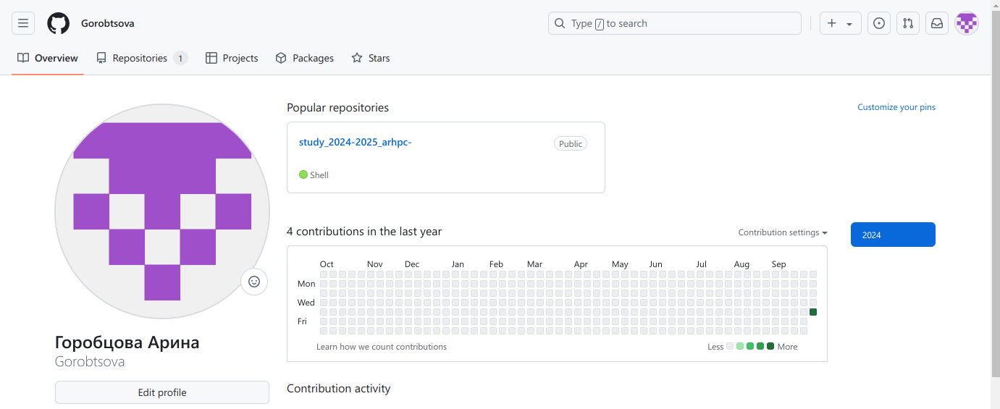 Gorobtsova
Type / to search
Overview
Repositories 1
Projects
Packages
Stars
Popular repositories
Customize your pins
study_2024-2025_arhpc-
Public
Shell
4 contributions in the last year
Contribution settings
2024
Oct Nov Dec Jan Feb Mar Apr May Jun Jul Aug Sep
Mon
Wed
Fri
Learn how we count contributions
Less
More
Горобцова Арина
Gorobtsova
Edit profile
Contribution activity